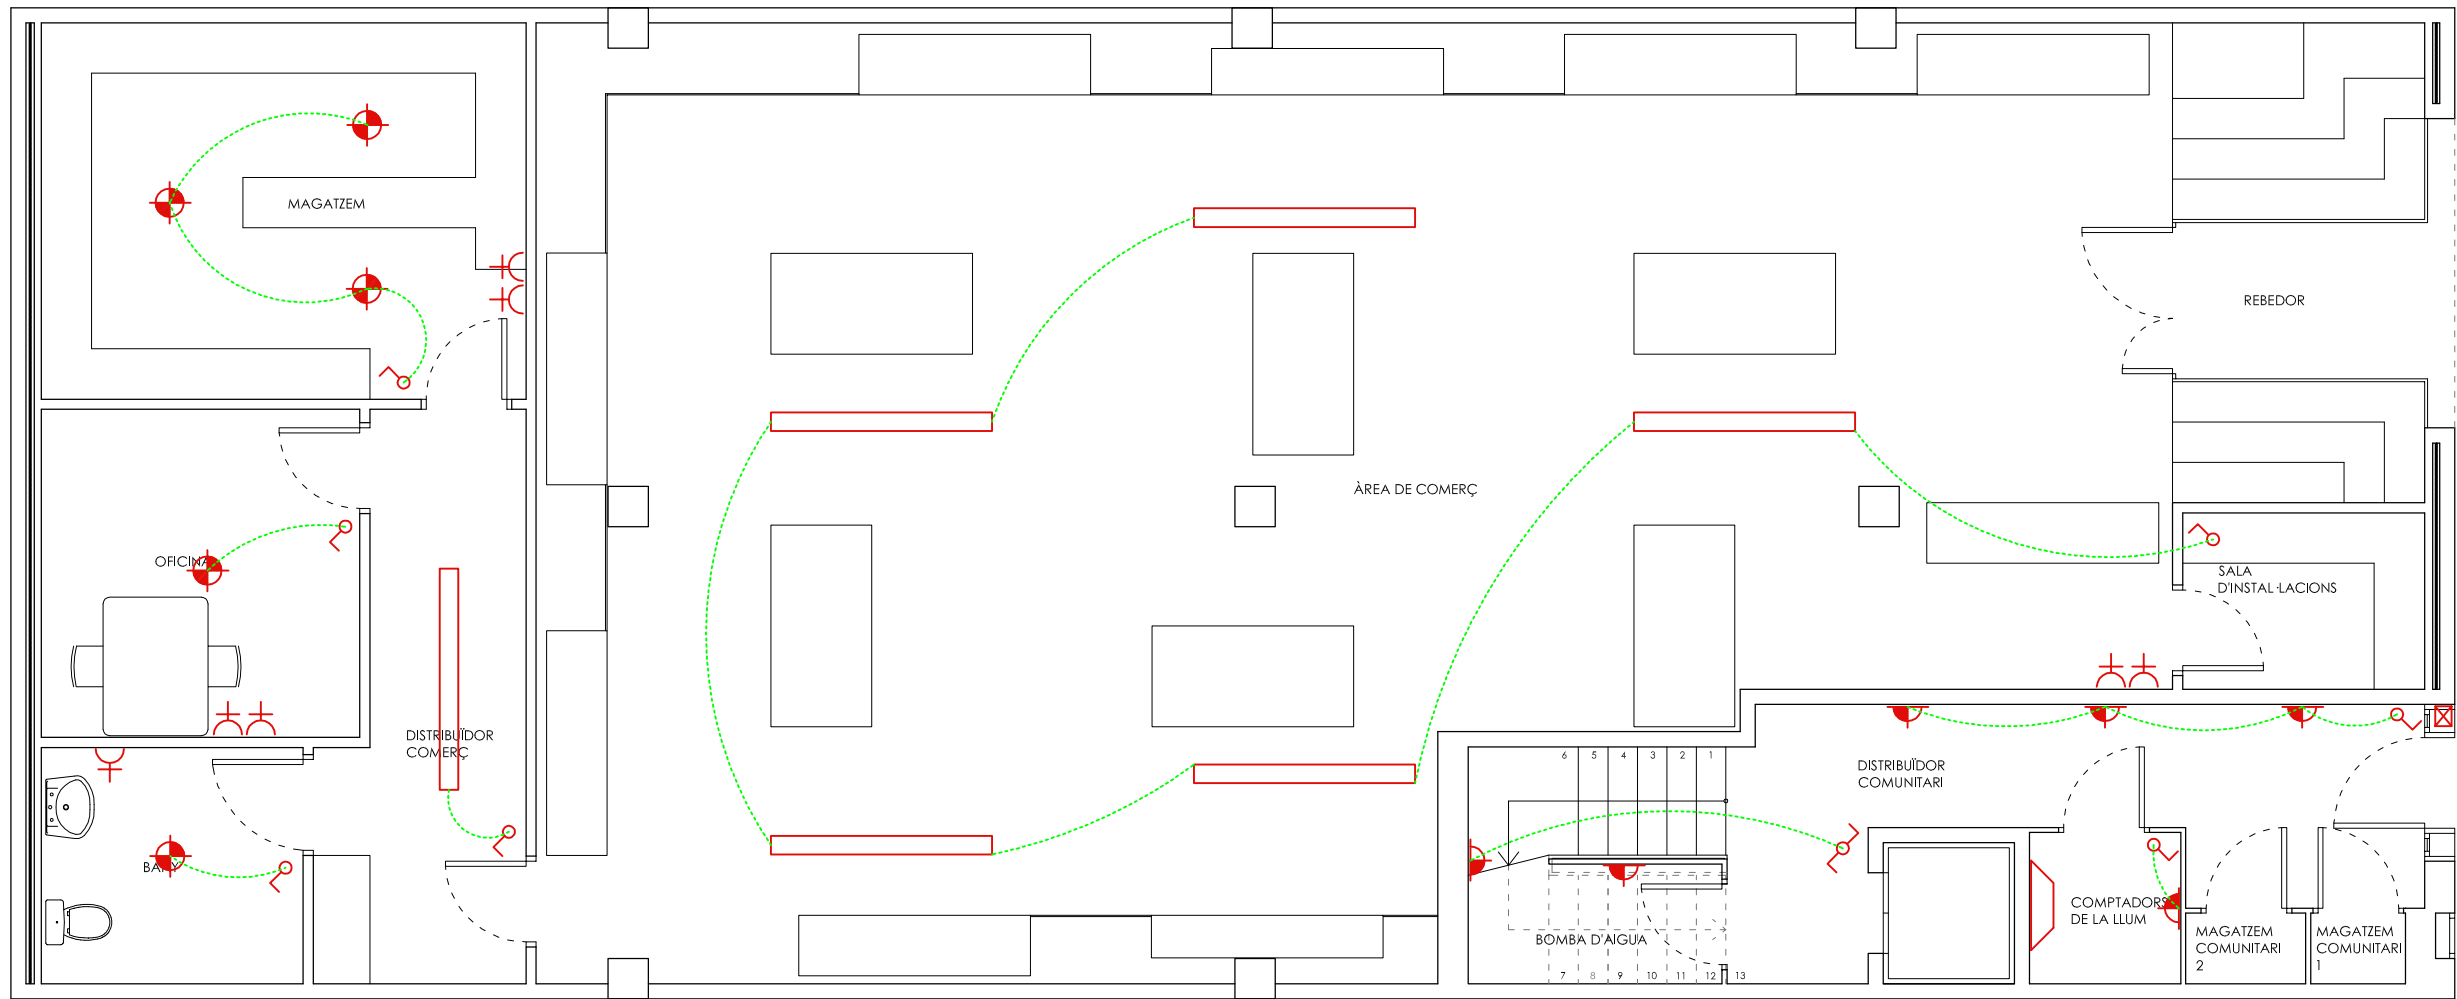 MAGATZEM
REBEDOR
ÀREA DE COMERÇ
OFICINA
SALA
D'INSTAL·LACIONS
DISTRIBUÏDOR
COMERÇ
6 5 4 3 2 1
DISTRIBUÏDOR
COMUNITARI
BANY
COMPTADORS
DE LA LLUM
BOMBA D'AIGUA
MAGATZEM
COMUNITARI
2
MAGATZEM
COMUNITARI
1
7 8 9 10 11 12 13